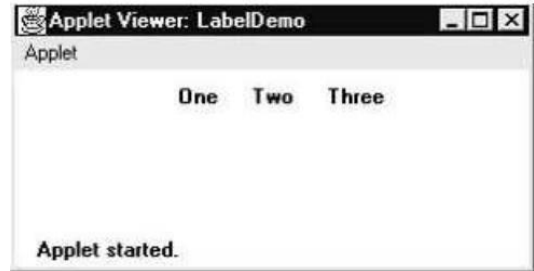 Applet Viewer: LabelDemo
Applet
One Two Three
Applet started.